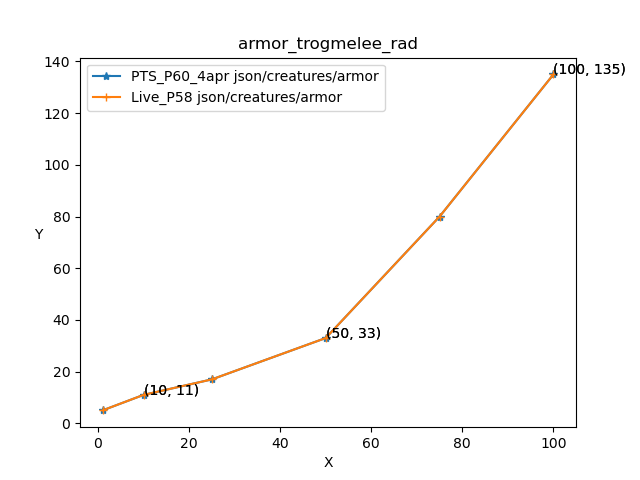 armor_trogmelee_rad
PTS_P60_4apr json/creatures/armor
Live_P58 json/creatures/armor
(100, 135)
(50, 33)
(10, 11)
140
120
100
80
60
40
20
0
Y
0 20 40 60 80 100
X